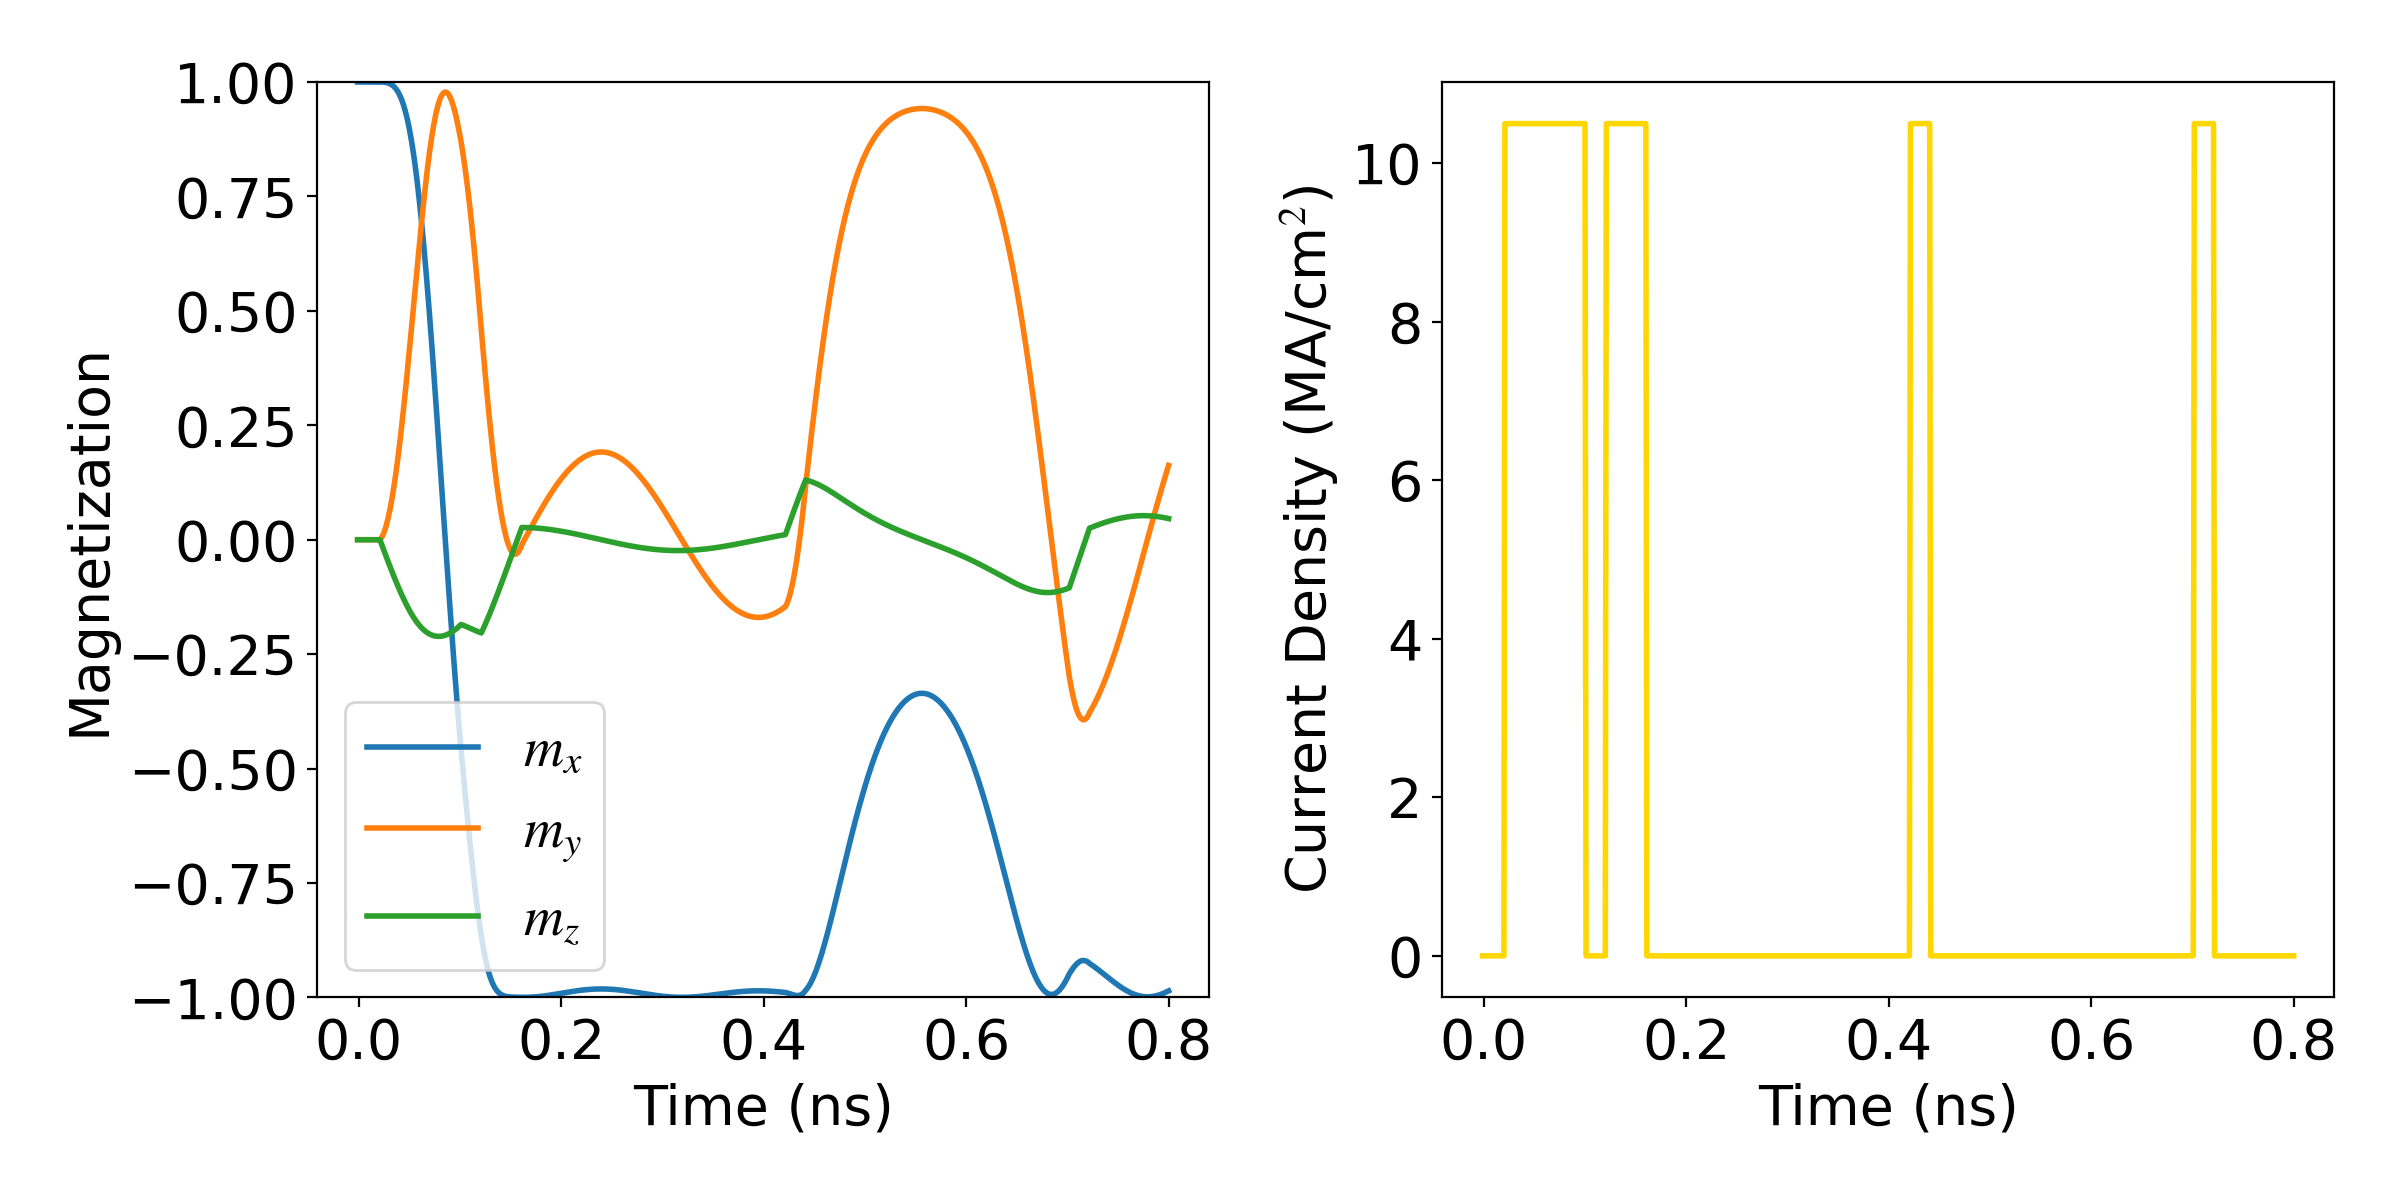 1.00
0.75
0.50
0.25
0.00
−0.25
−0.50
−0.75
−1.00
Magnetization
0.0 0.2 0.4 0.6 0.8
Time (ns)
m_x
m_y
m_z
10
8
6
4
2
0
Current Density (MA/cm²)
0.0 0.2 0.4 0.6 0.8
Time (ns)